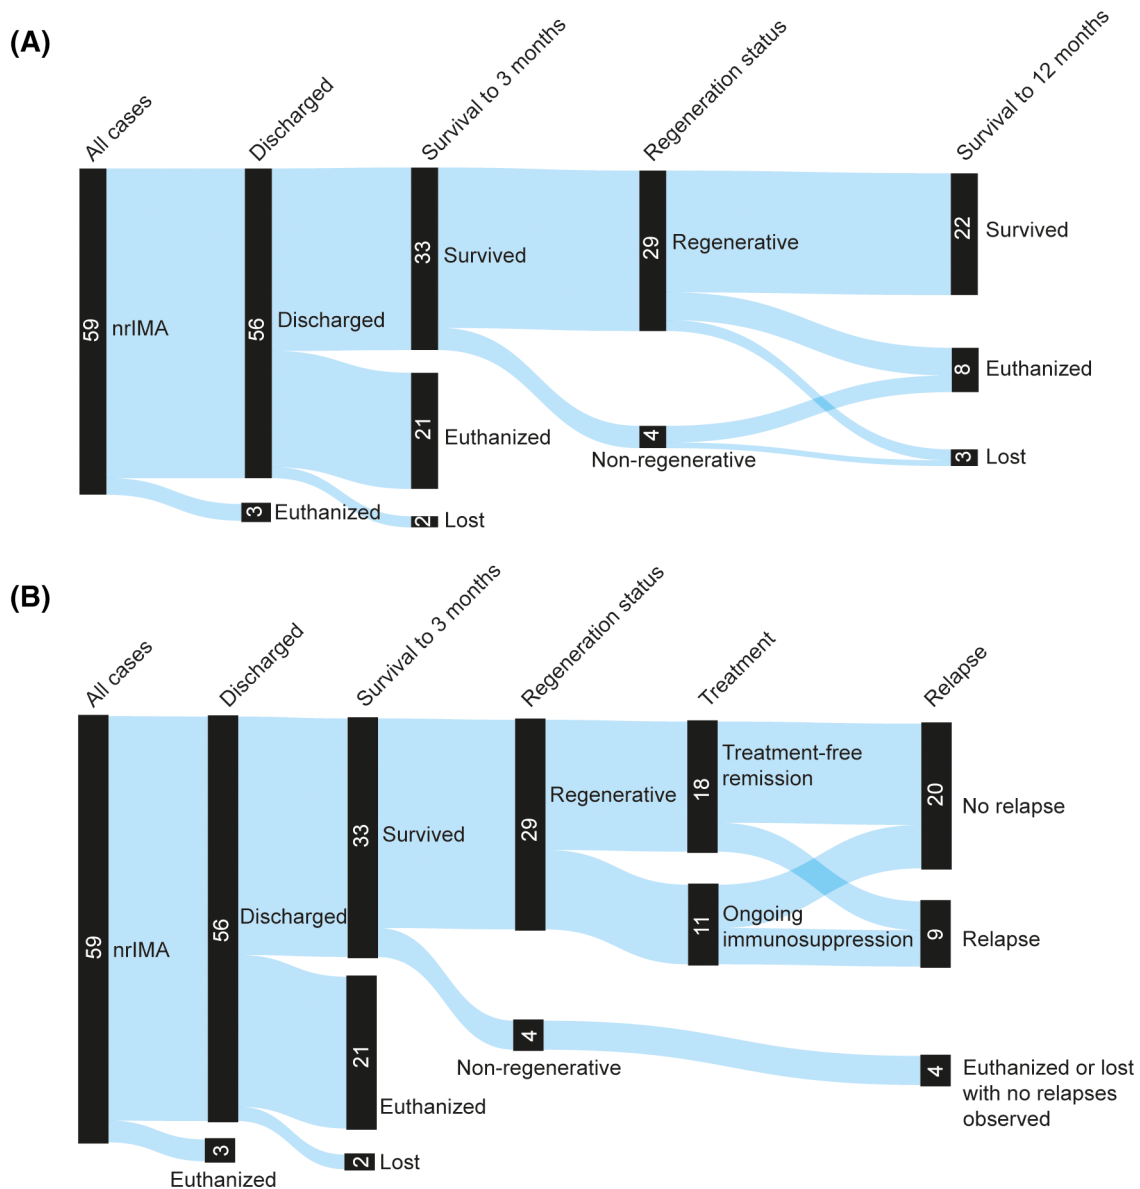 (A)
All cases
Discharged
Survival to 3 months
Regeneration status
Survival to 12 months
59
nrIMA
56
Discharged
33
Survived
29
Regenerative
22
Survived
8
Euthanized
21
Euthanized
4
Non-regenerative
3
Lost
3
Euthanized
2
Lost
(B)
All cases
Discharged
Survival to 3 months
Regeneration status
Treatment
Relapse
59
nrIMA
56
Discharged
33
Survived
29
Regenerative
18
Treatment-free
remission
20
No relapse
11
Ongoing
immunosuppression
9
Relapse
21
Euthanized
4
Non-regenerative
4
Euthanized or lost
with no relapses
observed
3
Euthanized
2
Lost